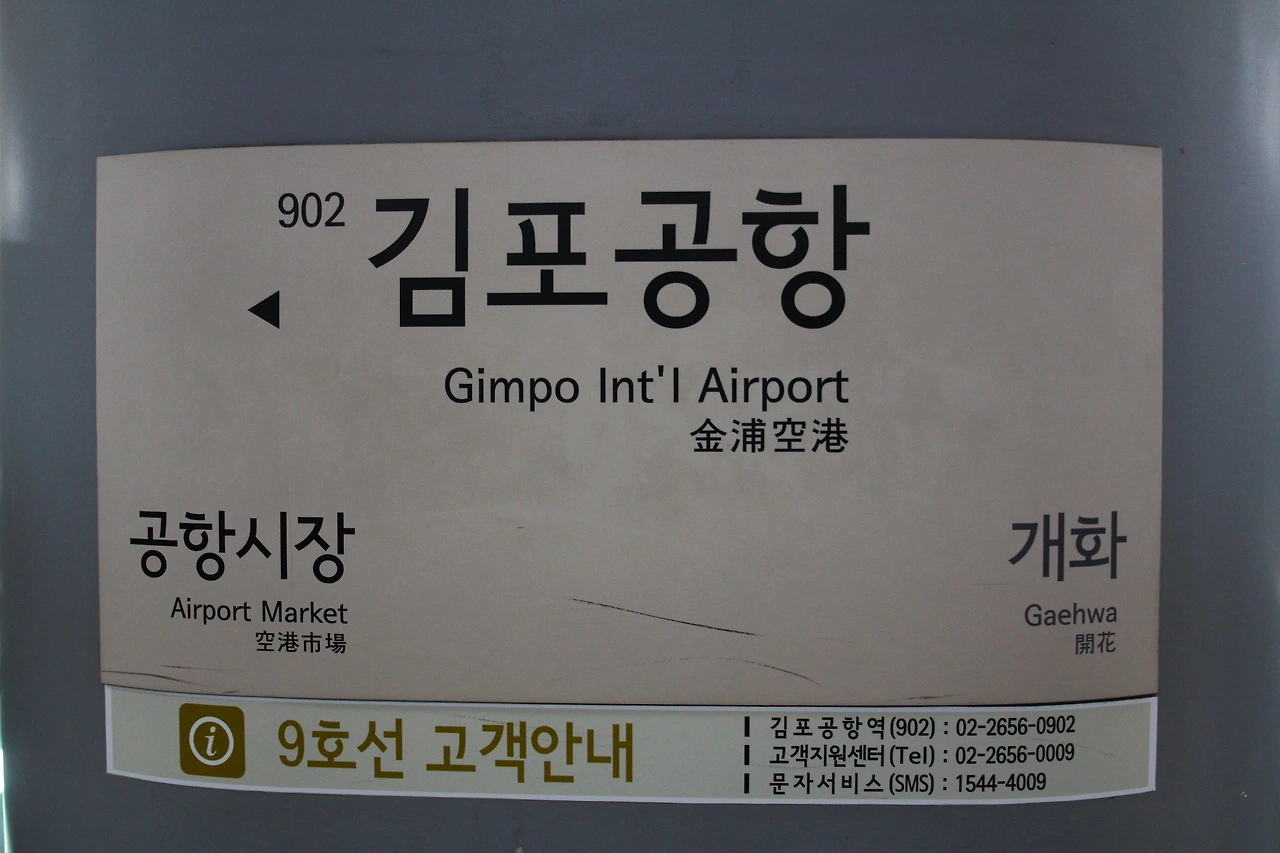 902 김포공항
◀
Gimpo Int'l Airport
金浦空港
공항시장
Airport Market
空港市場
개화
Gaehwa
開花
i 9호선 고객안내
김포공항역(902) : 02-2656-0902
고객지원센터(Tel) : 02-2656-0009
문자서비스(SMS) : 1544-4009